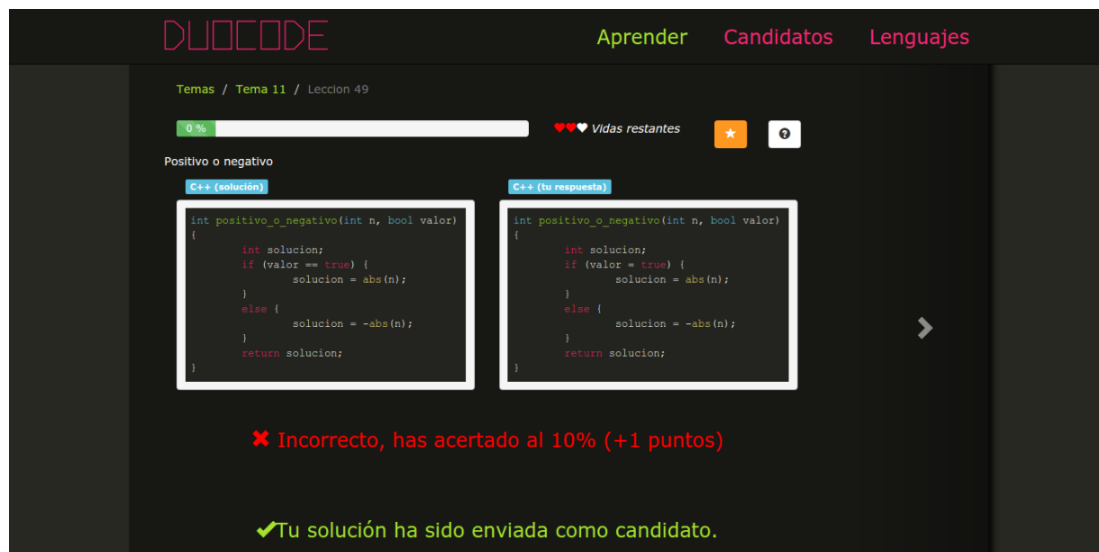 DUOCODE
Aprender Candidatos Lenguajes
Temas / Tema 11 / Leccion 49
0 %
Vidas restantes
Positivo o negativo
C++ (solución)
int positivo_o_negativo(int n, bool valor)
{
int solucion;
if (valor == true) {
solucion = abs(n);
}
else {
solucion = -abs(n);
}
return solucion;
}
C++ (tu respuesta)
int positivo_o_negativo(int n, bool valor)
{
int solucion;
if (valor = true) {
solucion = abs(n);
}
else {
solucion = -abs(n);
}
return solucion;
}
Incorrecto, has acertado al 10% (+1 puntos)
Tu solución ha sido enviada como candidato.